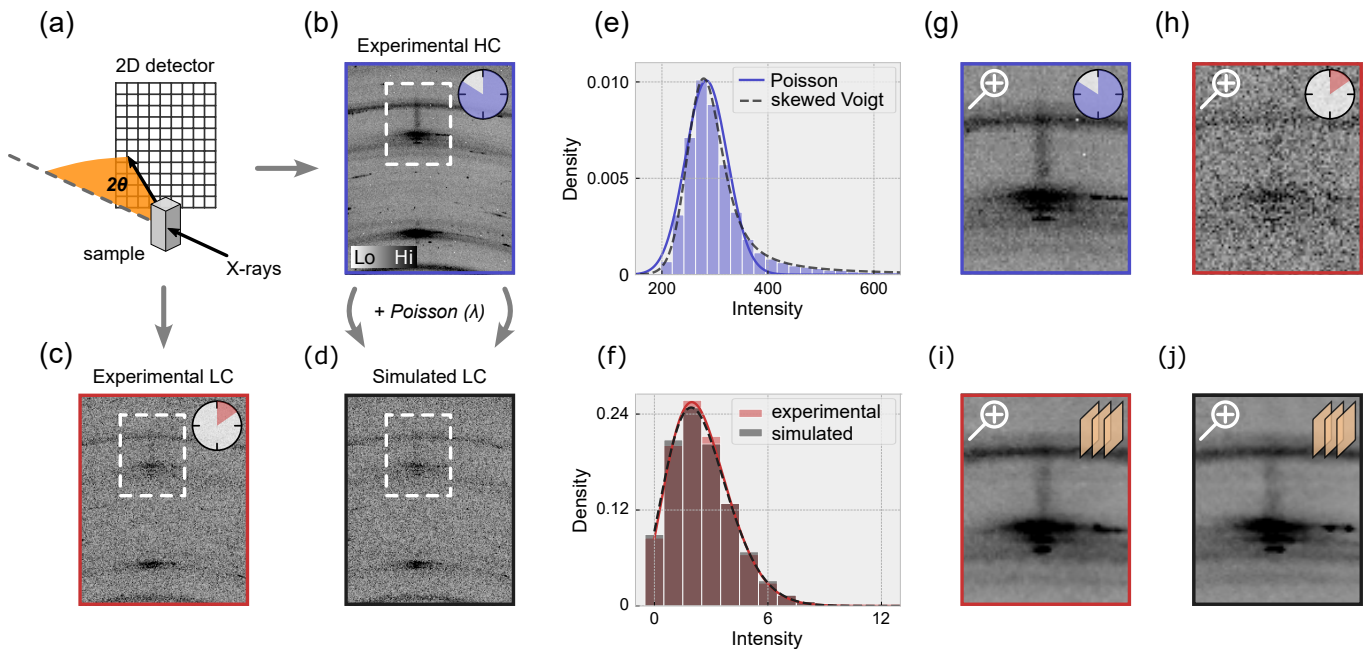 (a)
2D detector
2θ
sample
X-rays
(b)
Experimental HC
Lo Hi
+ Poisson (λ)
(c)
Experimental LC
(d)
Simulated LC
(e)
Poisson
skewed Voigt
Density
0.010
0.005
0
200 400 600
Intensity
(f)
experimental
simulated
Density
0.24
0.12
0
0 6 12
Intensity
(g)
(h)
(i)
(j)